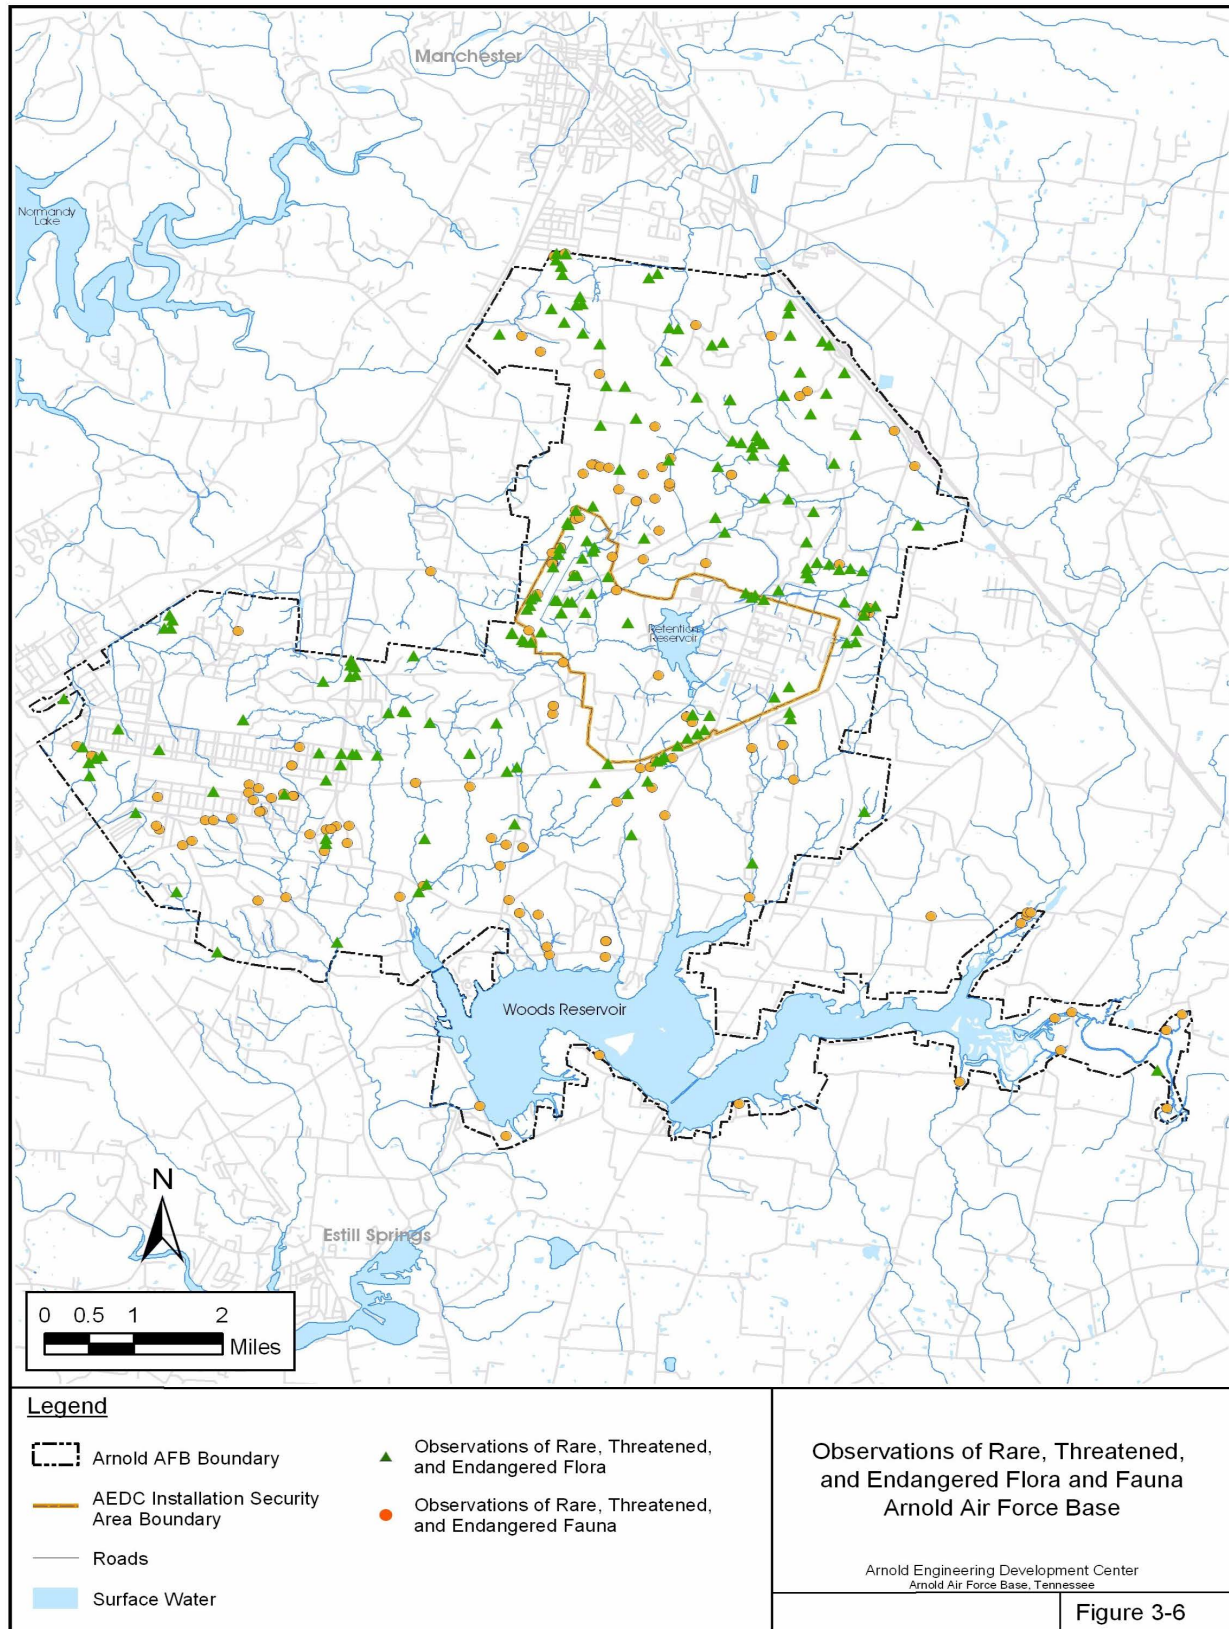 Manchester
Normandy
Lake
Retention
Reservoir
Woods Reservoir
N
Estill Springs
0 0.5 1 2
Miles
Legend
Arnold AFB Boundary
AEDC Installation Security
Area Boundary
Roads
Surface Water
Observations of Rare, Threatened,
and Endangered Flora
Observations of Rare, Threatened,
and Endangered Fauna
Observations of Rare, Threatened,
and Endangered Flora and Fauna
Arnold Air Force Base
Arnold Engineering Development Center
Arnold Air Force Base, Tennessee
Figure 3-6